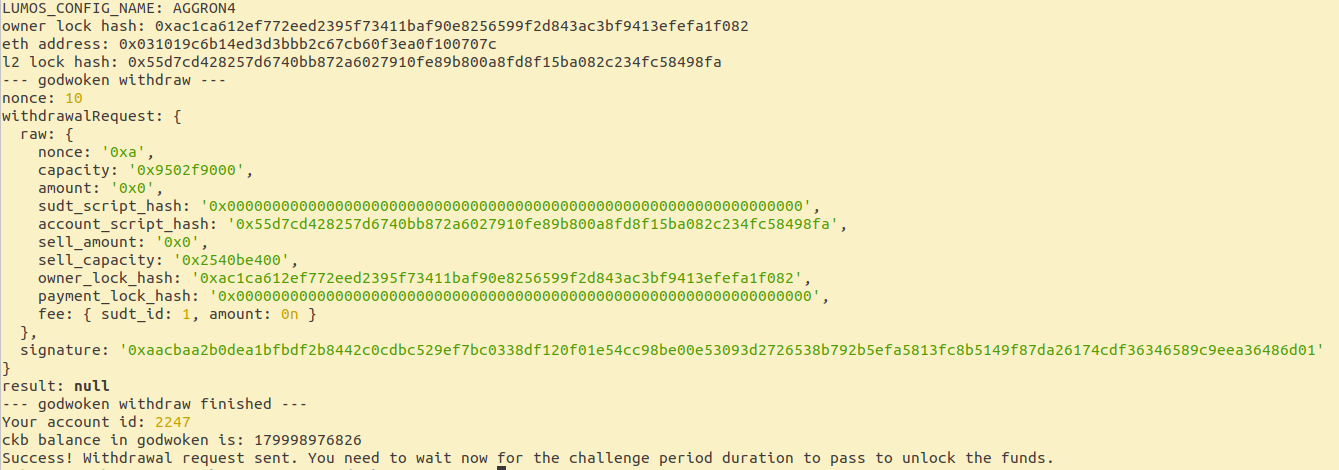 LUMOS_CONFIG_NAME: AGGRON4
owner lock hash: 0xac1ca612ef772eed2395f73411baf90e8256599f2d843ac3bf9413efefa1f082
eth address: 0x031019c6b14ed3d3bbb2c67cb60f3ea0f100707c
l2 lock hash: 0x55d7cd428257d6740bb872a6027910fe89b800a8fd8f15ba082c234fc58498fa
--- godwoken withdraw ---
nonce: 10
withdrawalRequest: {
raw: {
nonce: '0xa',
capacity: '0x9502f9000',
amount: '0x0',
sudt_script_hash: '0x0000000000000000000000000000000000000000000000000000000000000000',
account_script_hash: '0x55d7cd428257d6740bb872a6027910fe89b800a8fd8f15ba082c234fc58498fa',
sell_amount: '0x0',
sell_capacity: '0x2540be400',
owner_lock_hash: '0xac1ca612ef772eed2395f73411baf90e8256599f2d843ac3bf9413efefa1f082',
payment_lock_hash: '0x0000000000000000000000000000000000000000000000000000000000000000',
fee: { sudt_id: 1, amount: 0n }
},
signature: '0xaacbaa2b0dea1bfbdf2b8442c0cdbc529ef7bc0338df120f01e54cc98be00e53093d2726538b792b5efa5813fc8b5149f87da26174cdf36346589c9eea36486d01'
}
result: null
--- godwoken withdraw finished ---
Your account id: 2247
ckb balance in godwoken is: 179998976826
Success! Withdrawal request sent. You need to wait now for the challenge period duration to pass to unlock the funds.